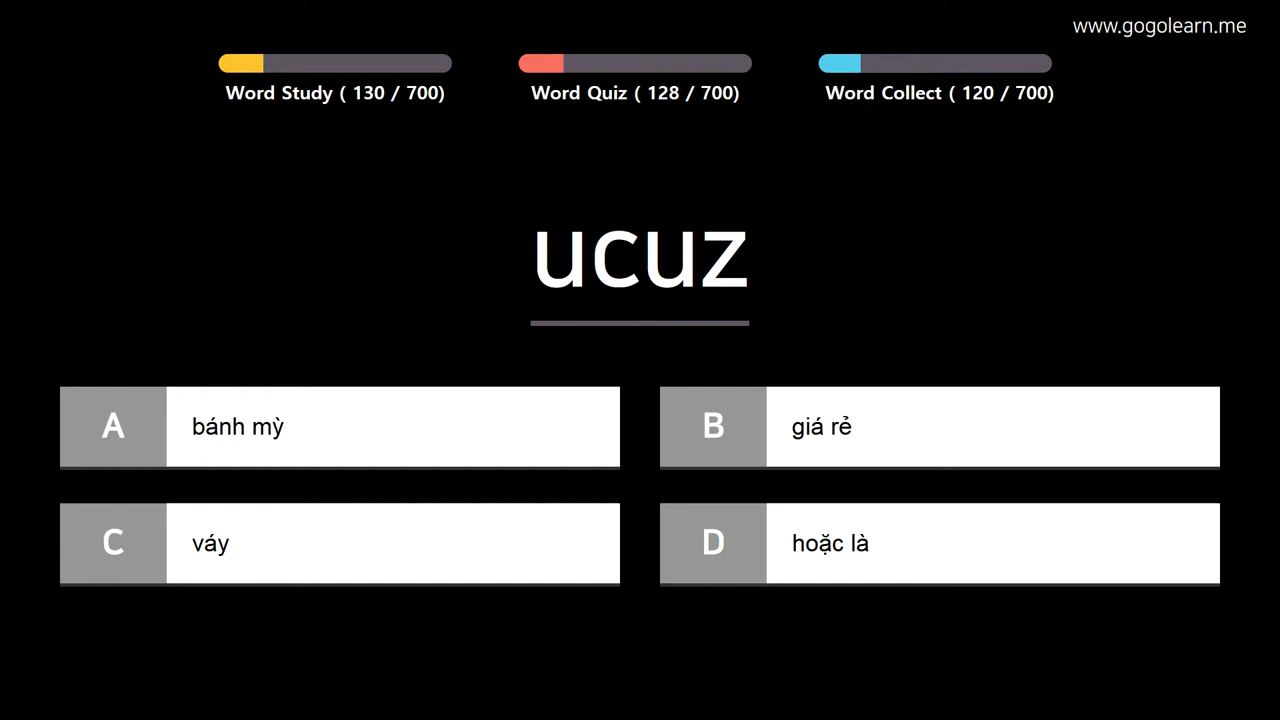 www.gogolearn.me
Word Study ( 130 / 700)
Word Quiz ( 128 / 700)
Word Collect ( 120 / 700)
ucuz
A
bánh mỳ
B
giá rẻ
C
váy
D
hoặc là